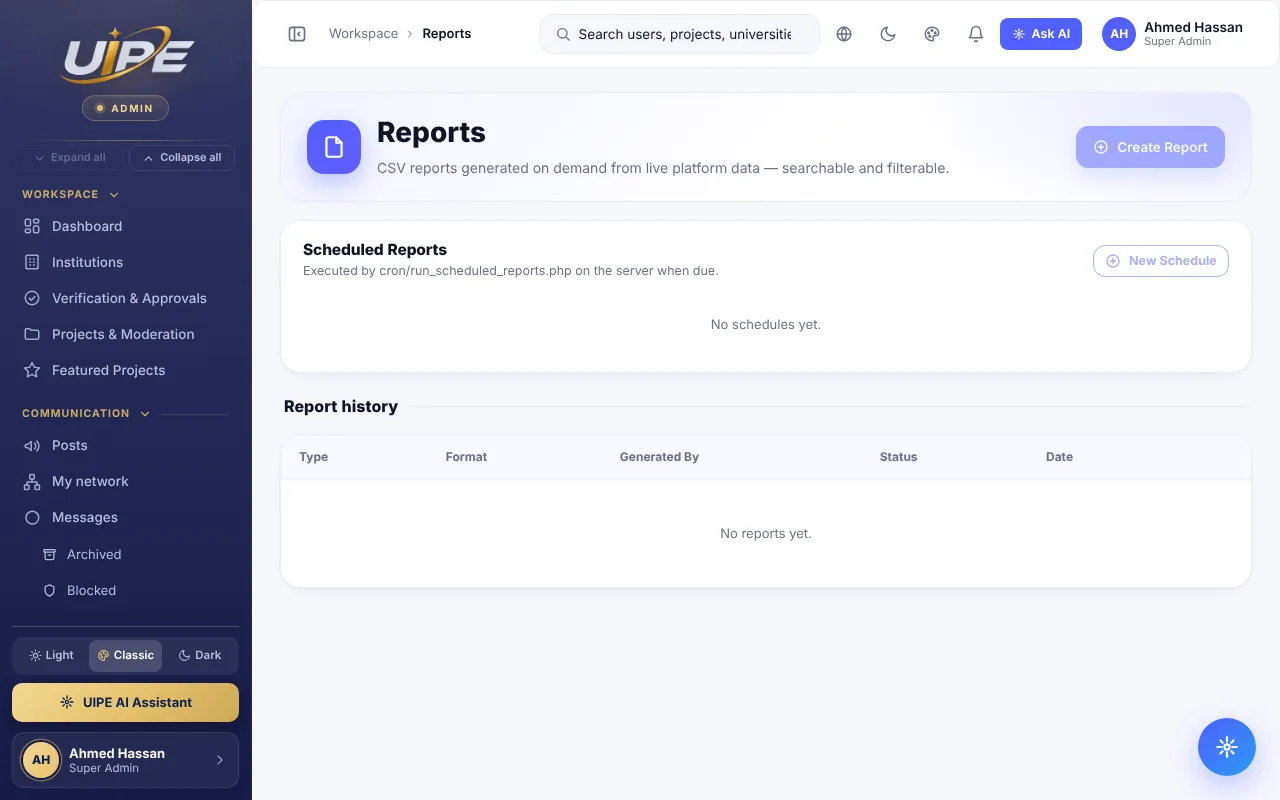 UIPE
ADMIN
Expand all
Collapse all
WORKSPACE
Dashboard
Institutions
Verification & Approvals
Projects & Moderation
Featured Projects
COMMUNICATION
Posts
My network
Messages
Archived
Blocked
Light
Classic
Dark
UIPE AI Assistant
AH
Ahmed Hassan
Super Admin
Workspace › Reports
Search users, projects, universitie
Ask AI
AH
Ahmed Hassan
Super Admin
Reports
CSV reports generated on demand from live platform data — searchable and filterable.
Create Report
Scheduled Reports
Executed by cron/run_scheduled_reports.php on the server when due.
New Schedule
No schedules yet.
Report history
Type Format Generated By Status Date
No reports yet.